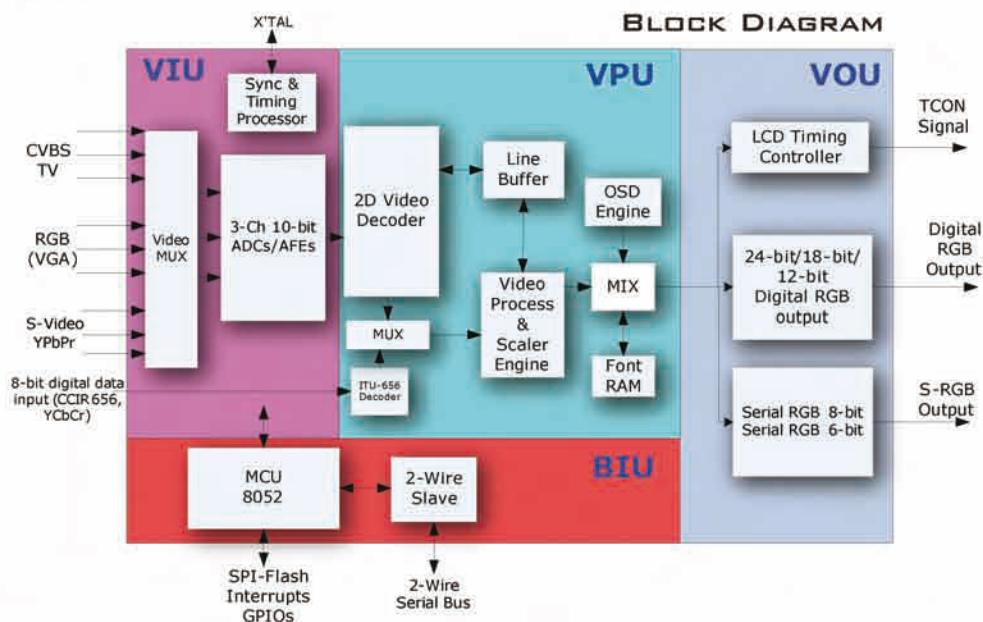 BLOCK DIAGRAM
X'TAL
VIU
VPU
VOU
Sync &
Timing
Processor
CVBS
TV
RGB
(VGA)
S-Video
YPbPr
8-bit digital data
input (CCIR 656,
YCbCr)
Video
MUX
3-Ch 10-bit
ADCs/AFEs
2D Video
Decoder
Line
Buffer
OSD
Engine
MUX
ITU-656
Decoder
Video
Process
&
Scaler
Engine
MIX
Font
RAM
LCD Timing
Controller
24-bit/18-bit/
12-bit
Digital RGB
output
Serial RGB 8-bit
Serial RGB 6-bit
TCON
Signal
Digital
RGB
Output
S-RGB
Output
BIU
MCU
8052
2-Wire
Slave
SPI-Flash
Interrupts
GPIOs
2-Wire
Serial Bus